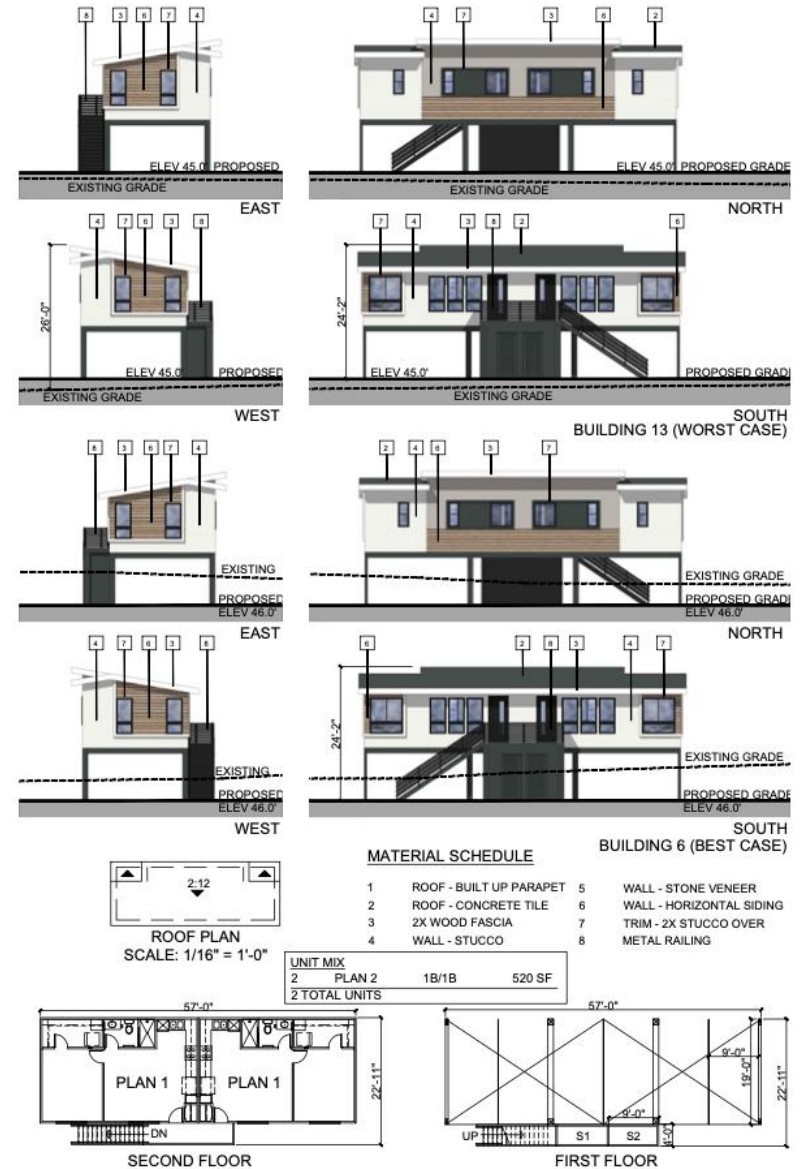 8 3 6 7 4
4 7 3 6 2
ELEV 45.0' PROPOSED
EXISTING GRADE
EAST
ELEV 45.0' PROPOSED GRADE
EXISTING GRADE
NORTH
4 7 6 3 8
7 4 3 8 2 6
26'-0"
ELEV 45.0' PROPOSED
EXISTING GRADE
WEST
24'-2"
ELEV 45.0' PROPOSED GRADE
EXISTING GRADE
SOUTH
BUILDING 13 (WORST CASE)
8 3 6 7 4
2 4 6 3 7
EXISTING
PROPOSED
ELEV 46.0'
EAST
EXISTING GRADE
PROPOSED GRADE
ELEV 46.0'
NORTH
4 7 6 3 8
6 2 8 3 4 7
EXISTING
PROPOSED
ELEV 46.0'
WEST
24'-2"
EXISTING GRADE
PROPOSED GRADE
ELEV 46.0'
SOUTH
BUILDING 6 (BEST CASE)
2:12
ROOF PLAN
SCALE: 1/16" = 1'-0"
MATERIAL SCHEDULE
1 ROOF - BUILT UP PARAPET
2 ROOF - CONCRETE TILE
3 2X WOOD FASCIA
4 WALL - STUCCO
5 WALL - STONE VENEER
6 WALL - HORIZONTAL SIDING
7 TRIM - 2X STUCCO OVER
8 METAL RAILING
UNIT MIX
2 PLAN 2 1B/1B 520 SF
2 TOTAL UNITS
57'-0"
PLAN 1 PLAN 1
22'-11"
DN
SECOND FLOOR
57'-0"
9'-0"
19'-0"
22'-11"
9'-0"
4'-0"
UP S1 S2
FIRST FLOOR